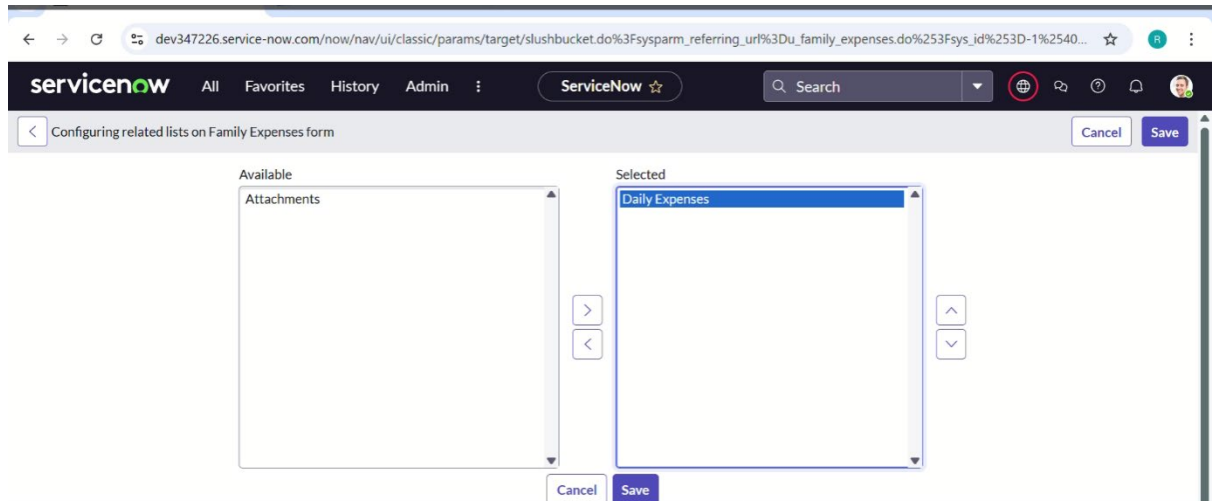 dev347226.service-now.com/now/nav/ui/classic/params/target/slushbucket.do%3Fsysparm_referring_url%3Du_family_expenses.do%253Fsys_id%253D-1%2540...
R
servicenow All Favorites History Admin ServiceNow Search
Configuring related lists on Family Expenses form Cancel Save
Available Selected
Attachments Daily Expenses
Cancel Save